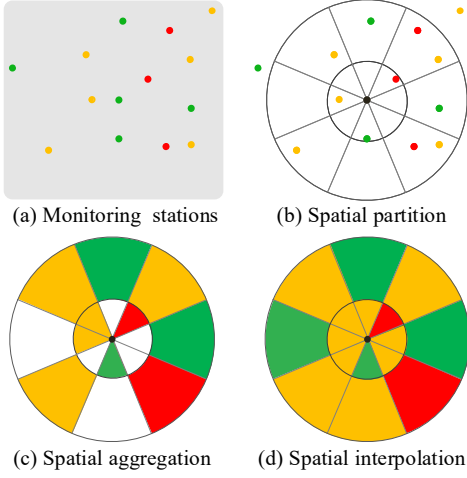 (a) Monitoring stations
(b) Spatial partition
(c) Spatial aggregation
(d) Spatial interpolation